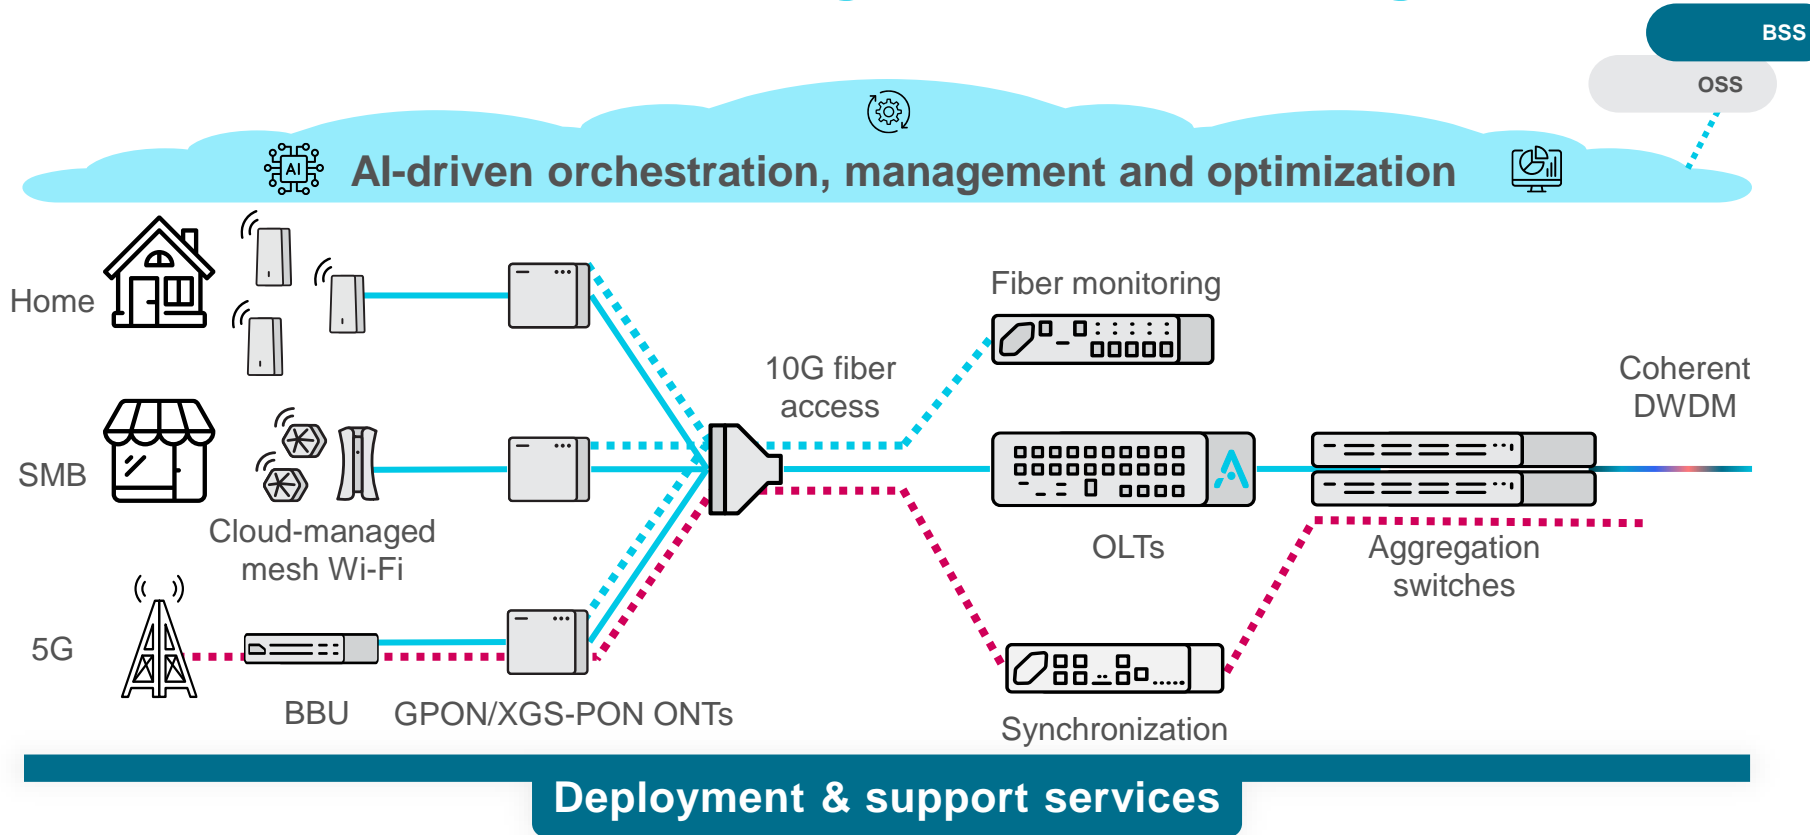 BSS
OSS
AI
AI-driven orchestration, management and optimization
Home
Fiber monitoring
10G fiber
access
Coherent
DWDM
SMB
Cloud-managed
mesh Wi-Fi
OLTs
Aggregation
switches
5G
BBU
GPON/XGS-PON ONTs
Synchronization
Deployment & support services